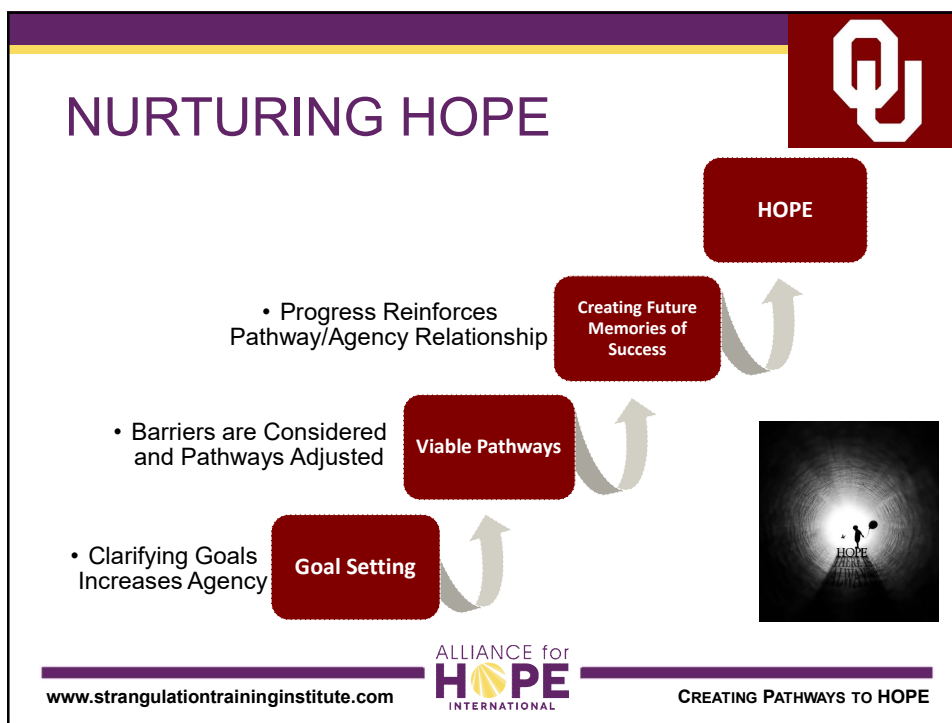 OU
NURTURING HOPE
HOPE
• Progress Reinforces
Pathway/Agency Relationship
Creating Future
Memories of
Success
• Barriers are Considered
and Pathways Adjusted
Viable Pathways
• Clarifying Goals
Increases Agency
Goal Setting
HOPE
ALWAYS
ALLIANCE for
HOPE
INTERNATIONAL
www.strangulationtraininginstitute.com
CREATING PATHWAYS TO HOPE